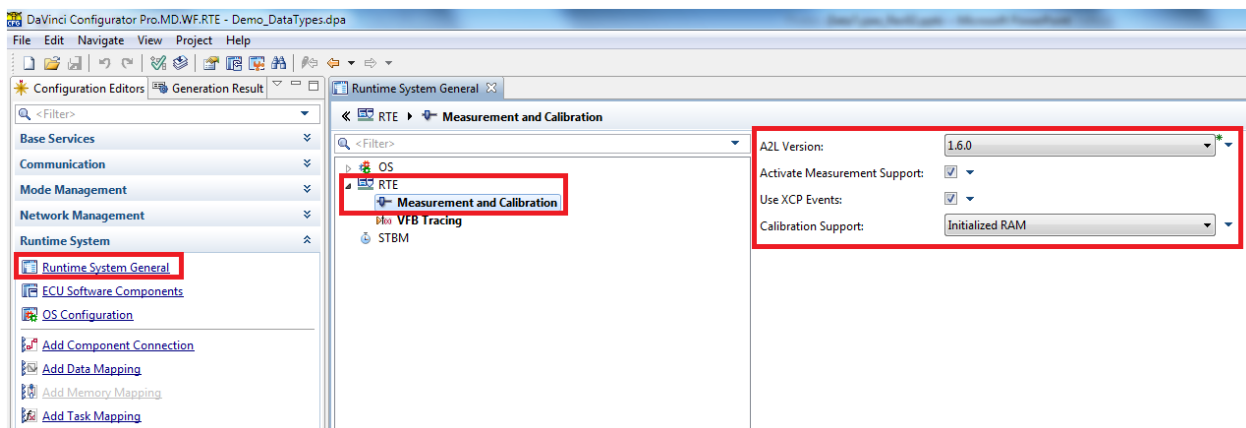 DaVinci Configurator Pro.MD.WF.RTE - Demo_DataTypes.dpa
File Edit Navigate View Project Help
Configuration Editors Generation Result
Runtime System General
<Filter>
RTE Measurement and Calibration
Base Services
Communication
Mode Management
Network Management
Runtime System
Runtime System General
ECU Software Components
OS Configuration
Add Component Connection
Add Data Mapping
Add Memory Mapping
Add Task Mapping
<Filter>
OS
RTE
Measurement and Calibration
VFB Tracing
STBM
A2L Version: 1.6.0
Activate Measurement Support:
Use XCP Events:
Calibration Support: Initialized RAM